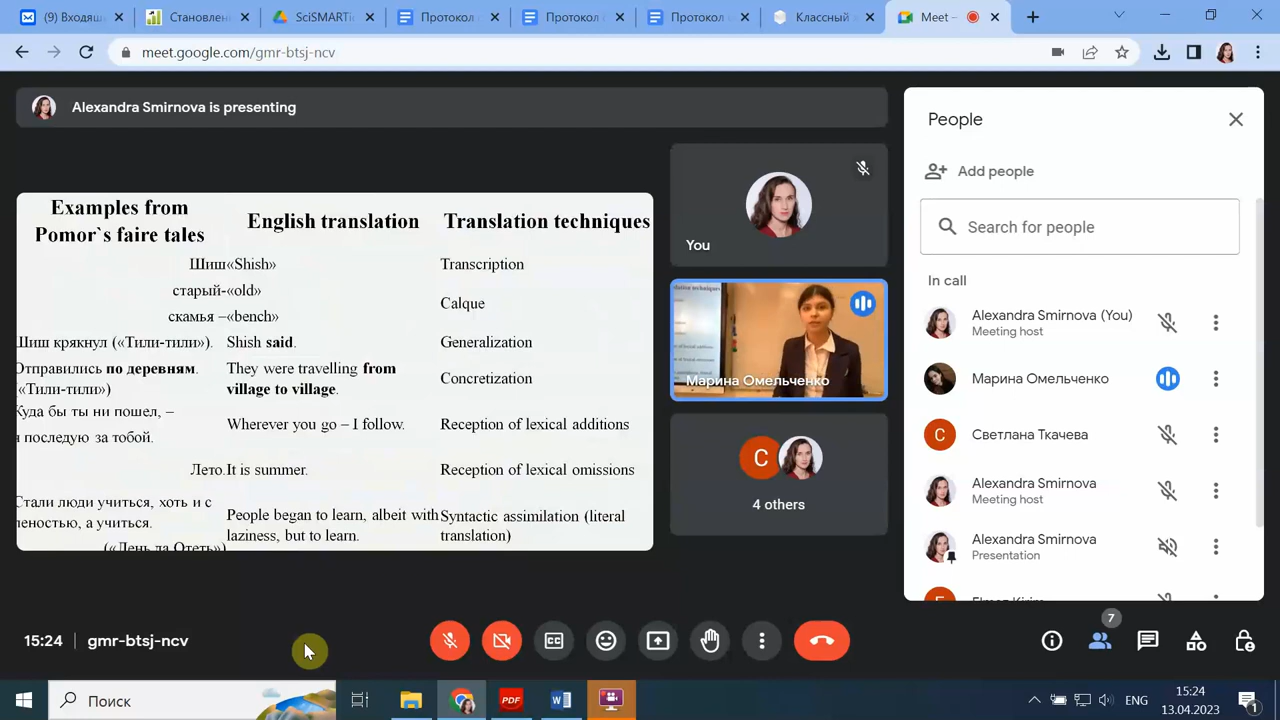 (9) Входящ
Становлен
SciSMARTi
Протокол
Протокол
Протокол
Классный
Meet –
meet.google.com/gmr-btsj-ncv
Alexandra Smirnova is presenting
Examples from
Pomor`s faire tales
English translation
Translation techniques
Шиш «Shish»
Transcription
старый- «old»
Calque
скамья – «bench»
Шиш крякнул («Тили-тили»).
Shish said.
Generalization
Отправились по деревням.
(«Тили-тили»)
They were travelling from
village to village.
Concretization
Куда бы ты ни пошел, –
я последую за тобой.
Wherever you go – I follow.
Reception of lexical additions
Лето. It is summer.
Reception of lexical omissions
Стали люди учиться, хоть и с
леностью, а учиться.
(«День да Отеть»)
People began to learn, albeit with
laziness, but to learn.
Syntactic assimilation (literal
translation)
You
Марина Омельченко
C
4 others
People
Add people
Search for people
In call
Alexandra Smirnova (You)
Meeting host
Марина Омельченко
C
Светлана Ткачева
Alexandra Smirnova
Meeting host
Alexandra Smirnova
Presentation
15:24 gmr-btsj-ncv
CC
7
Поиск
PDF
W
ENG
15:24
13.04.2023
1